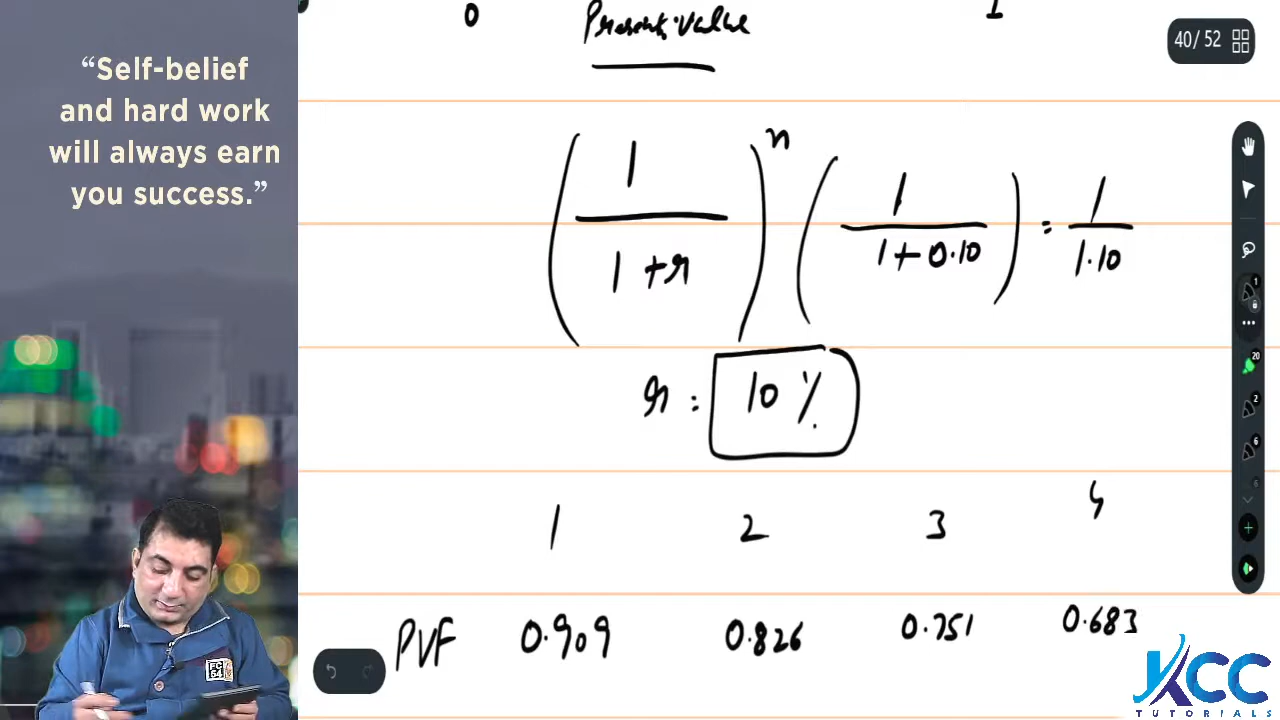 “Self-belief
and hard work
will always earn
you success.”
0 Present value 1
40/52
(1 / 1+r)^n (1 / 1+0.10) = 1 / 1.10
r = 10%
1 2 3 4
PVF 0.909 0.826 0.751 0.683
KCC
TUTORIALS